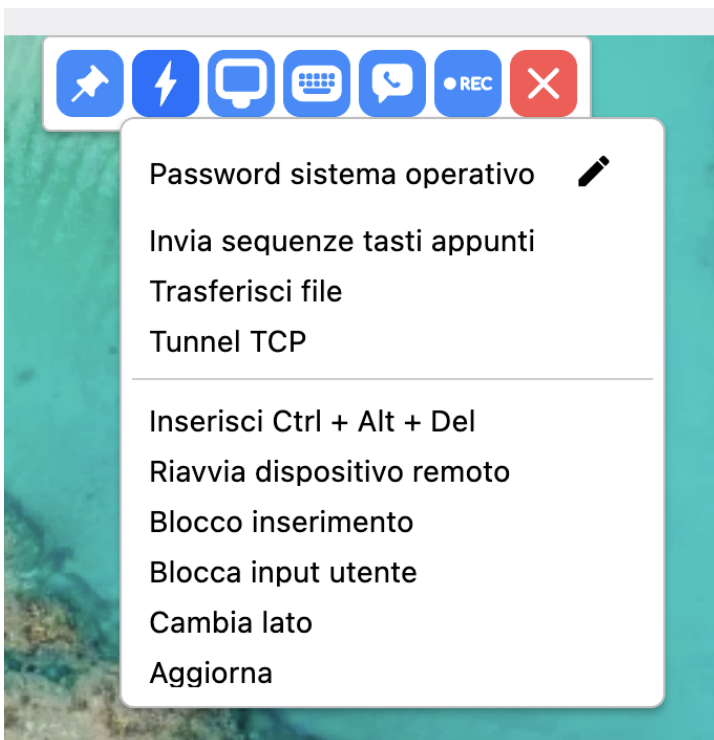 REC
Password sistema operativo
Invia sequenze tasti appunti
Trasferisci file
Tunnel TCP
Inserisci Ctrl + Alt + Del
Riavvia dispositivo remoto
Blocco inserimento
Blocca input utente
Cambia lato
Aggiorna